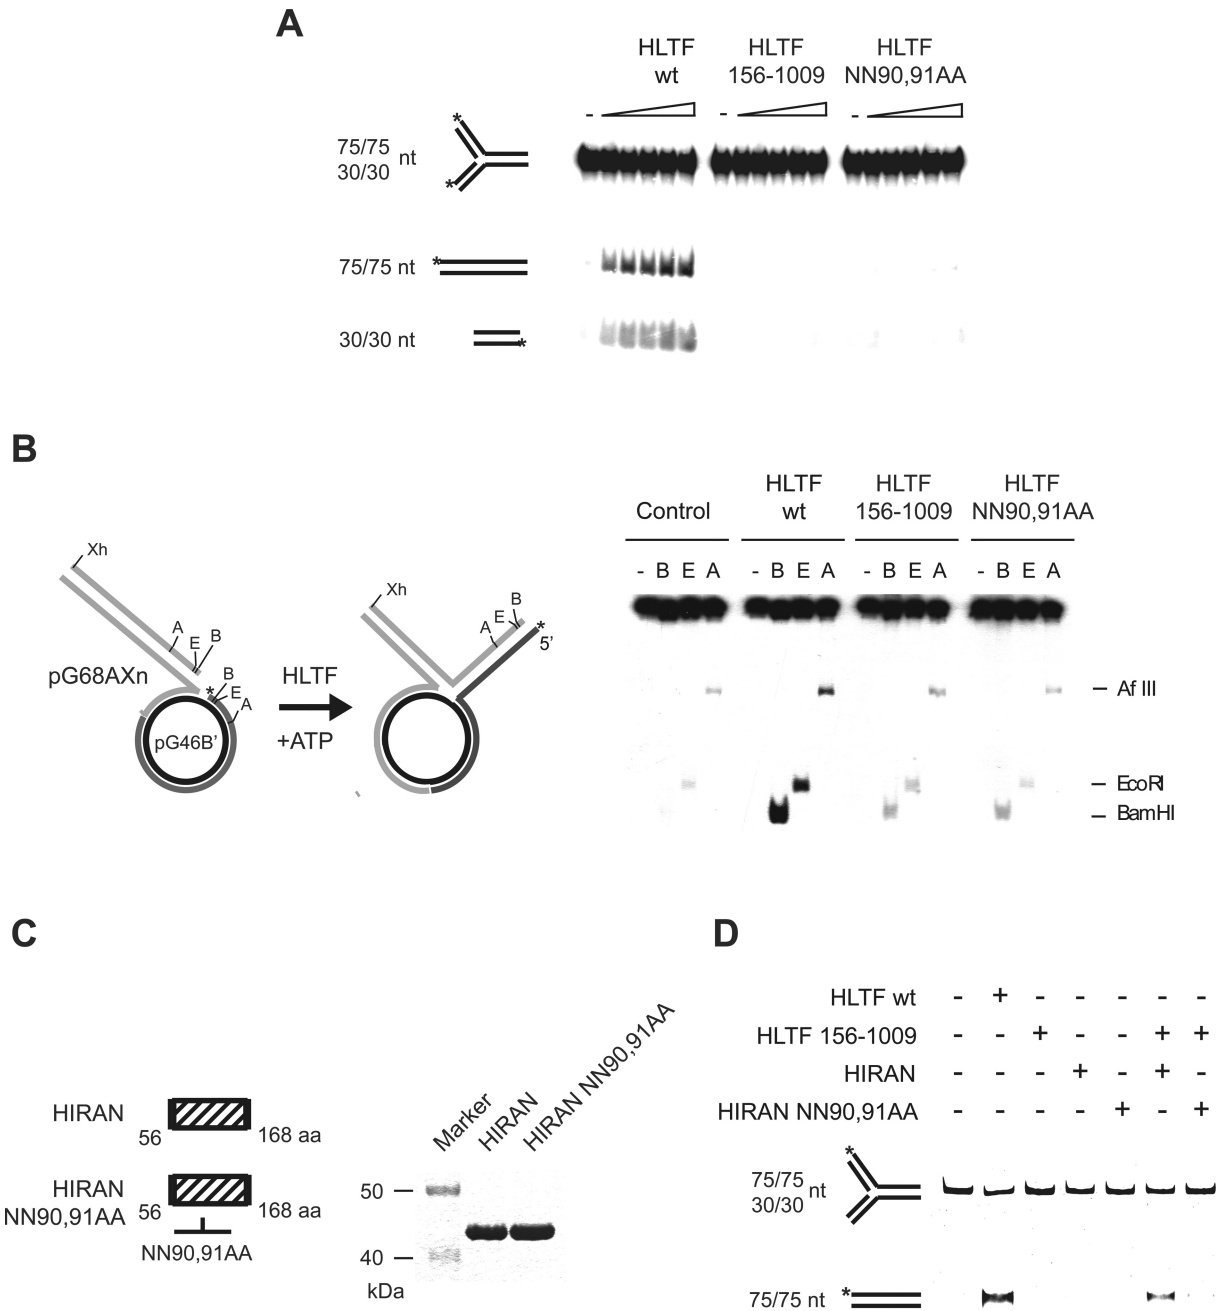 A
HLTF wt
HLTF 156-1009
HLTF NN90,91AA
- - -
75/75 30/30 nt
*
*
75/75 nt
*
30/30 nt
*
B
Control
HLTF wt
HLTF 156-1009
HLTF NN90,91AA
- B E A - B E A - B E A - B E A
Xh
A
E
B
pG68AXn
*
B
E
A
pG46B'
HLTF
+ATP
Xh
A
E
B
*
5'
Af III
EcoRI
BamHI
C
HIRAN
56
168 aa
HIRAN NN90,91AA
56
168 aa
NN90,91AA
Marker
HIRAN
HIRAN NN90,91AA
50
40
kDa
D
HLTF wt - + - - - - -
HLTF 156-1009 - - + - - + +
HIRAN - - - + - + -
HIRAN NN90,91AA - - - - + - +
75/75 30/30 nt
*
75/75 nt
*